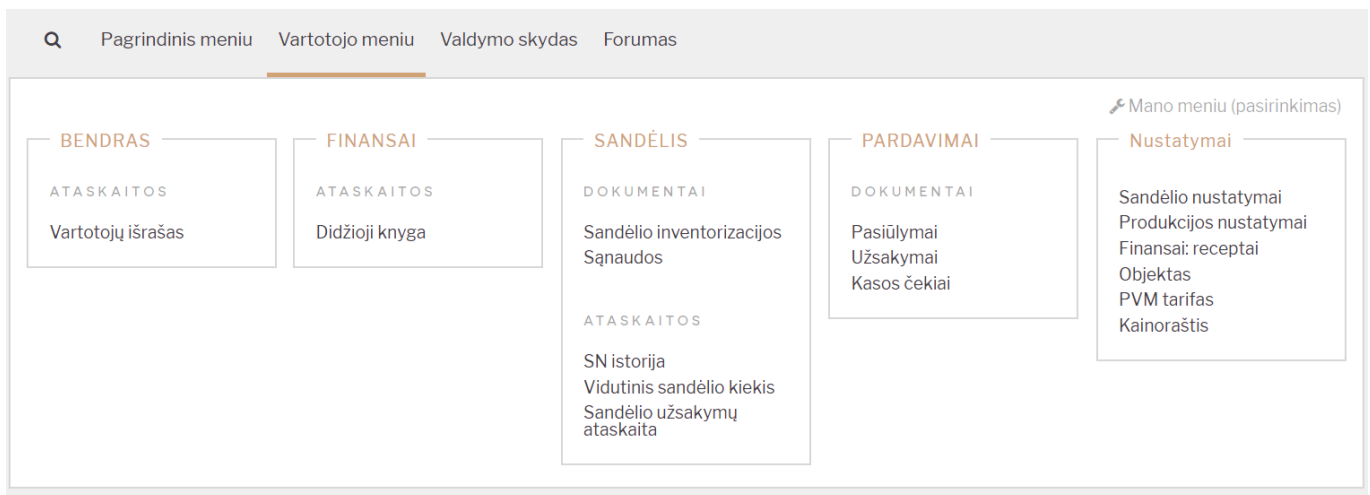 Pagrindinis meniu Vartotojo meniu Valdymo skydas Forumas
Mano meniu (pasirinkimas)
BENDRAS
ATASKAITOS
Vartotojų išrašas
FINANSAI
ATASKAITOS
Didžioji knyga
SANDĖLIS
DOKUMENTAI
Sandėlio inventorizacijos
Sąnaudos
ATASKAITOS
SN istorija
Vidutinis sandėlio kiekis
Sandėlio užsakymų
ataskaita
PARDAVIMAI
DOKUMENTAI
Pasiūlymai
Užsakymai
Kasos čekiai
Nustatymai
Sandėlio nustatymai
Produkcijos nustatymai
Finansai: receptai
Objektas
PVM tarifas
Kainoraštis